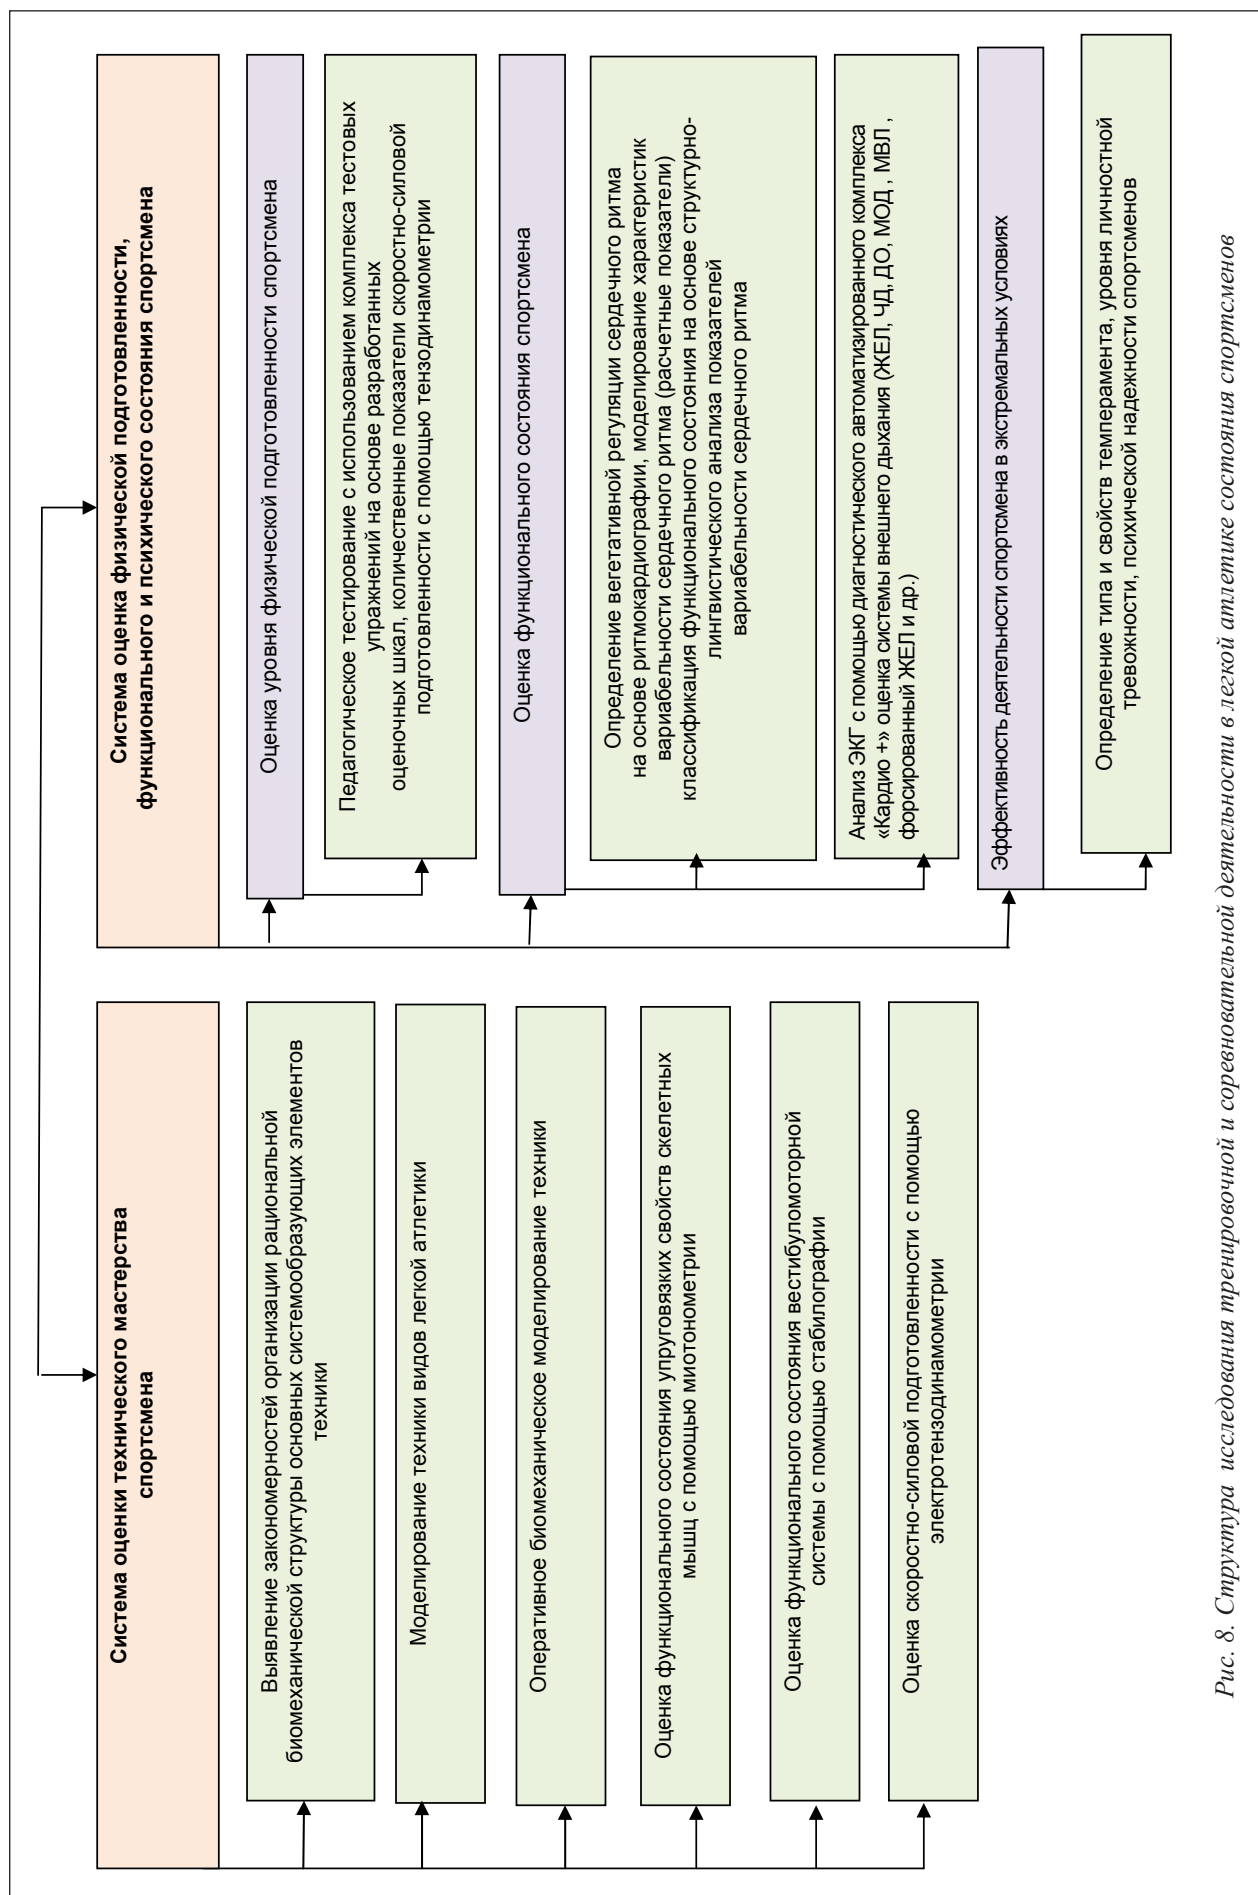 Система оценки технического мастерства
спортсмена
Выявление закономерностей организации рациональной
биомеханической структуры основных системообразующих элементов
техники
Моделирование техники видов легкой атлетики
Оперативное биомеханическое моделирование техники
Оценка функционального состояния упруговязких свойств скелетных
мышц с помощью миотонометрии
Оценка функционального состояния вестибуломоторной
системы с помощью стабилографии
Оценка скоростно-силовой подготовленности с помощью
электротензодинамометрии
Система оценка физической подготовленности,
функционального и психического состояния спортсмена
Оценка уровня физической подготовленности спортсмена
Педагогическое тестирование с использованием комплекса тестовых
упражнений на основе разработанных
оценочных шкал, количественные показатели скоростно-силовой
подготовленности с помощью тензодинамометрии
Оценка функционального состояния спортсмена
Определение вегетативной регуляции сердечного ритма
на основе ритмокардиографии, моделирование характеристик
вариабельности сердечного ритма (расчетные показатели)
классификация функционального состояния на основе структурно-
лингвистического анализа показателей
вариабельности сердечного ритма
Анализ ЭКГ с помощью диагностического автоматизированного комплекса
«Кардио +» оценка системы внешнего дыхания (ЖЕЛ, ЧД, ДО, МОД , МВЛ ,
форсированный ЖЕЛ и др.)
Эффективность деятельности спортсмена в экстремальных условиях
Определение типа и свойств темперамента, уровня личностной
тревожности, психической надежности спортсменов
Рис. 8. Структура исследования тренировочной и соревновательной деятельности в легкой атлетике состояния спортсменов